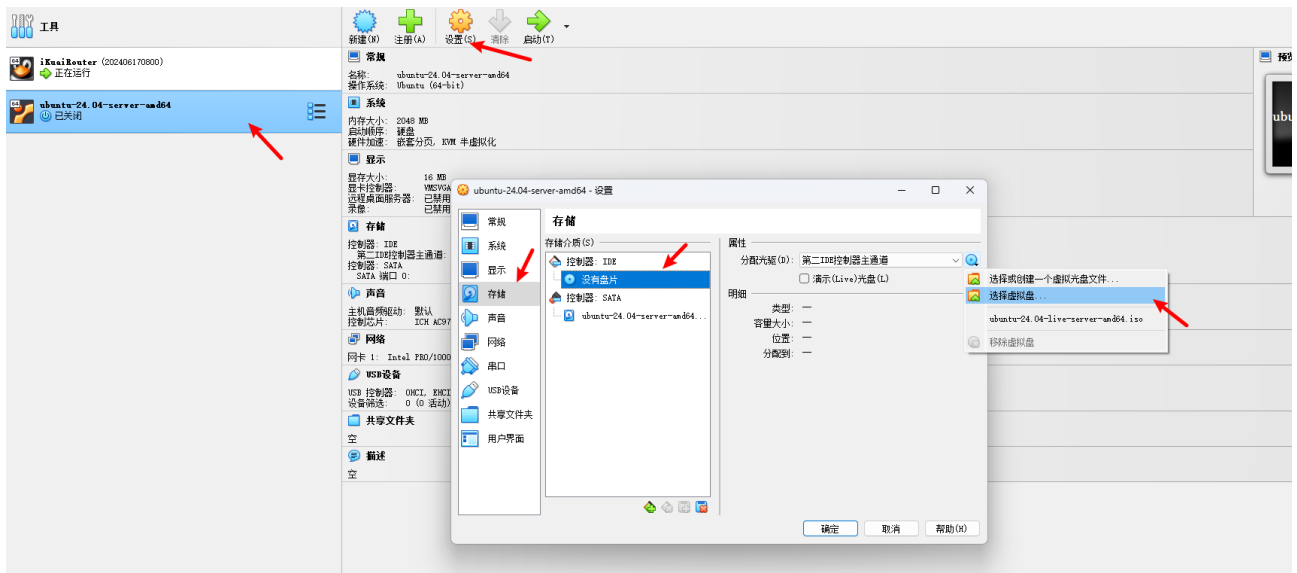 工具
新建(N) 注册(A) 设置(S) 清除 启动(T)
iKuaiRouter (202406170800)
正在运行
ubuntu-24.04-server-amd64
已关闭
常规
名称: ubuntu-24.04-server-amd64
操作系统: Ubuntu (64-bit)
系统
内存大小: 2048 MB
启动顺序: 硬盘
硬件加速: 嵌套分页, KVM 半虚拟化
显示
显存大小: 16 MB
显卡控制器: VMSVGA
远程桌面服务器: 已禁用
录像: 已禁用
存储
控制器: IDE
第二IDE控制器主通道:
控制器: SATA
SATA 端口 0:
声音
主机音频驱动: 默认
控制芯片: ICH AC97
网络
网卡 1: Intel PRO/1000
USB设备
USB 控制器: OHCI, EHCI
设备筛选: 0 (0 活动)
共享文件夹
空
描述
空
预览
ubu
ubuntu-24.04-server-amd64 - 设置
常规
系统
显示
存储
声音
网络
串口
USB设备
共享文件夹
用户界面
存储
存储介质(S)
控制器: IDE
没有盘片
控制器: SATA
ubuntu-24.04-server-amd64...
属性
分配光驱(D): 第二IDE控制器主通道
演示(Live)光盘(L)
明细
类型: —
容量大小: —
位置: —
分配到: —
选择或创建一个虚拟光盘文件...
选择虚拟盘...
ubuntu-24.04-live-server-amd64.iso
移除虚拟盘
确定 取消 帮助(H)